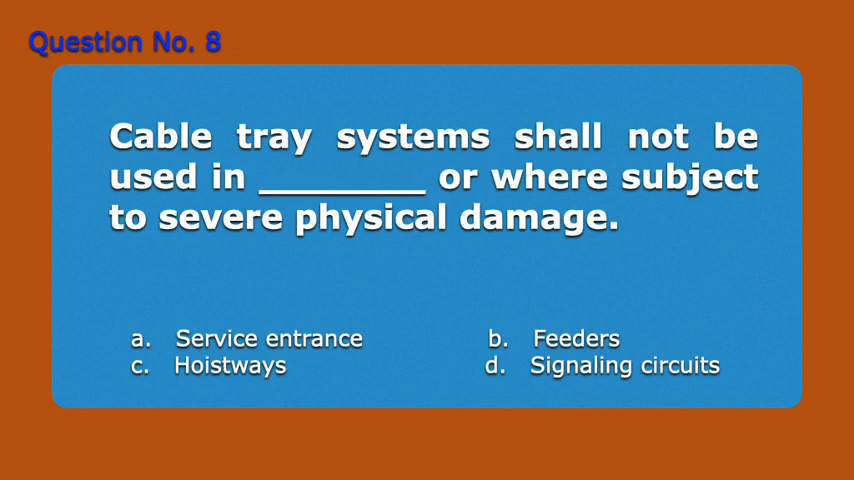 Question No. 8
Cable tray systems shall not be
used in ________ or where subject
to severe physical damage.
a. Service entrance b. Feeders
c. Hoistways d. Signaling circuits